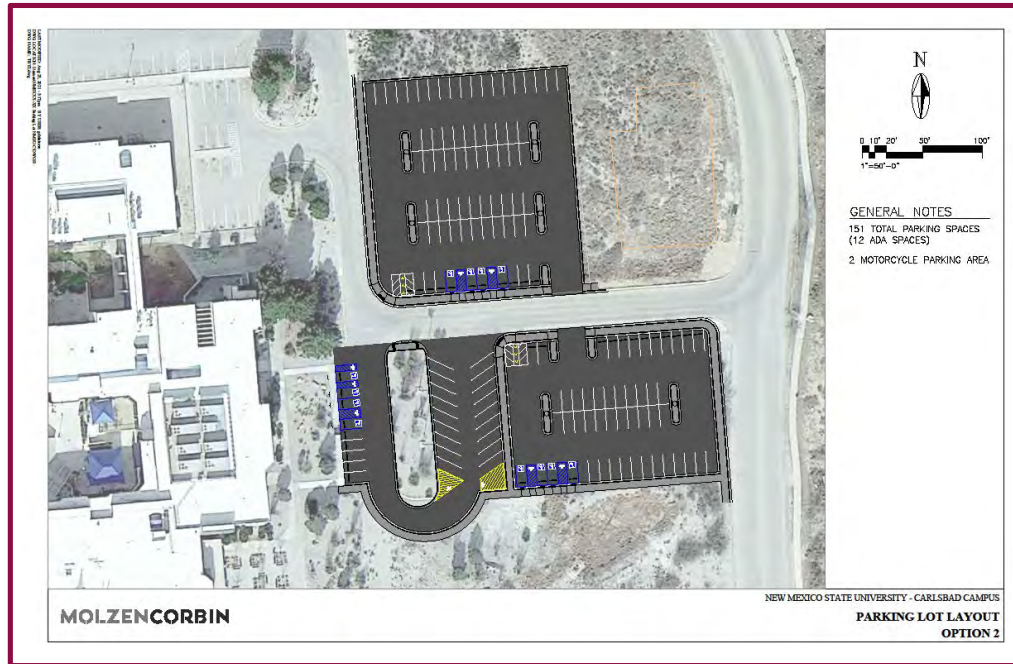 N
0 10' 20' 50' 100'
1"=50'-0"
GENERAL NOTES
151 TOTAL PARKING SPACES
(12 ADA SPACES)
2 MOTORCYCLE PARKING AREA
MOLZENCORBIN
NEW MEXICO STATE UNIVERSITY - CARLSBAD CAMPUS
PARKING LOT LAYOUT
OPTION 2